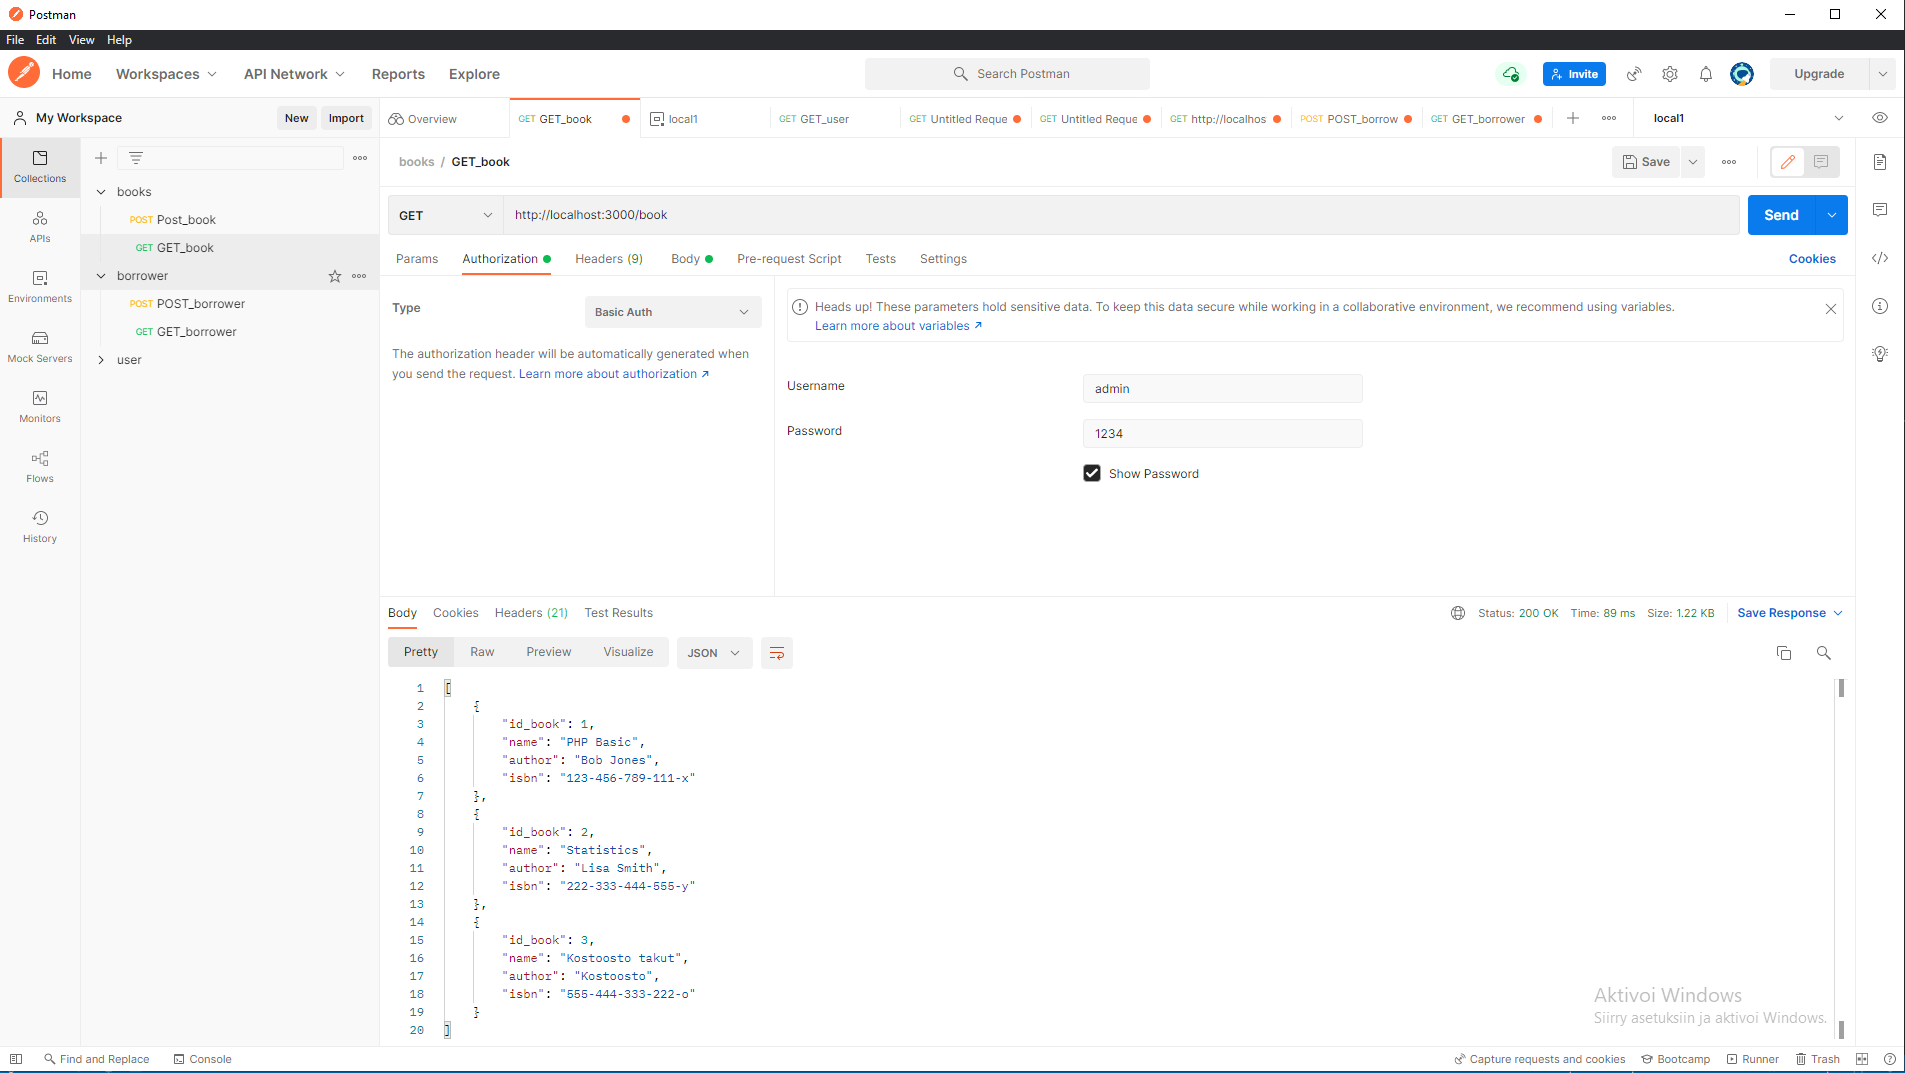 Postman
File Edit View Help
Home Workspaces API Network Reports Explore Search Postman Invite Upgrade
My Workspace New Import Overview GET GET_book local1 GET GET_user GET Untitled Reque GET Untitled Reque GET http://localhos POST POST_borrow GET GET_borrower local1
Collections
APIs
Environments
Mock Servers
Monitors
Flows
History
books
POST Post_book
GET GET_book
borrower
POST POST_borrower
GET GET_borrower
user
books / GET_book Save
GET http://localhost:3000/book Send
Params Authorization Headers (9) Body Pre-request Script Tests Settings Cookies
Type Basic Auth
The authorization header will be automatically generated when
you send the request. Learn more about authorization ↗
Heads up! These parameters hold sensitive data. To keep this data secure while working in a collaborative environment, we recommend using variables.
Learn more about variables ↗
Username admin
Password 1234
Show Password
Body Cookies Headers (21) Test Results Status: 200 OK Time: 89 ms Size: 1.22 KB Save Response
Pretty Raw Preview Visualize JSON
1 [
2 {
3 "id_book": 1,
4 "name": "PHP Basic",
5 "author": "Bob Jones",
6 "isbn": "123-456-789-111-x"
7 },
8 {
9 "id_book": 2,
10 "name": "Statistics",
11 "author": "Lisa Smith",
12 "isbn": "222-333-444-555-y"
13 },
14 {
15 "id_book": 3,
16 "name": "Kostoosto takut",
17 "author": "Kostoosto",
18 "isbn": "555-444-333-222-o"
19 }
20 ]
Aktivoi Windows
Siirry asetuksiin ja aktivoi Windows.
Find and Replace Console Capture requests and cookies Bootcamp Runner Trash